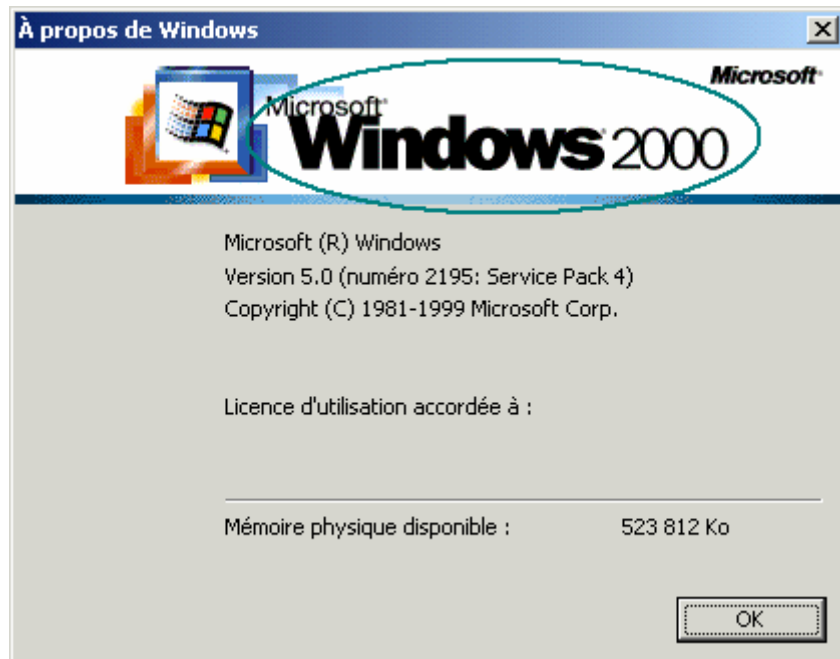 À propos de Windows
Microsoft
Microsoft
Windows 2000
Microsoft (R) Windows
Version 5.0 (numéro 2195: Service Pack 4)
Copyright (C) 1981-1999 Microsoft Corp.
Licence d'utilisation accordée à :
Mémoire physique disponible : 523 812 Ko
OK